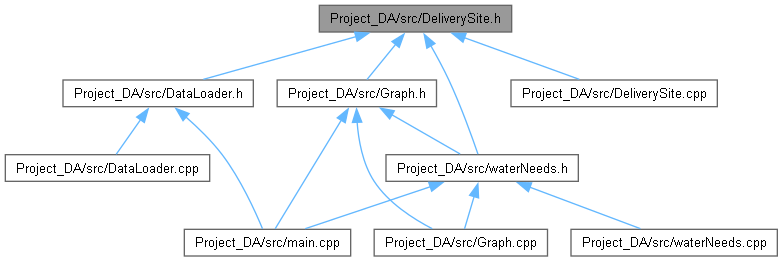 Project_DA/src/DeliverySite.h
Project_DA/src/DataLoader.h
Project_DA/src/Graph.h
Project_DA/src/DeliverySite.cpp
Project_DA/src/DataLoader.cpp
Project_DA/src/waterNeeds.h
Project_DA/src/main.cpp
Project_DA/src/Graph.cpp
Project_DA/src/waterNeeds.cpp